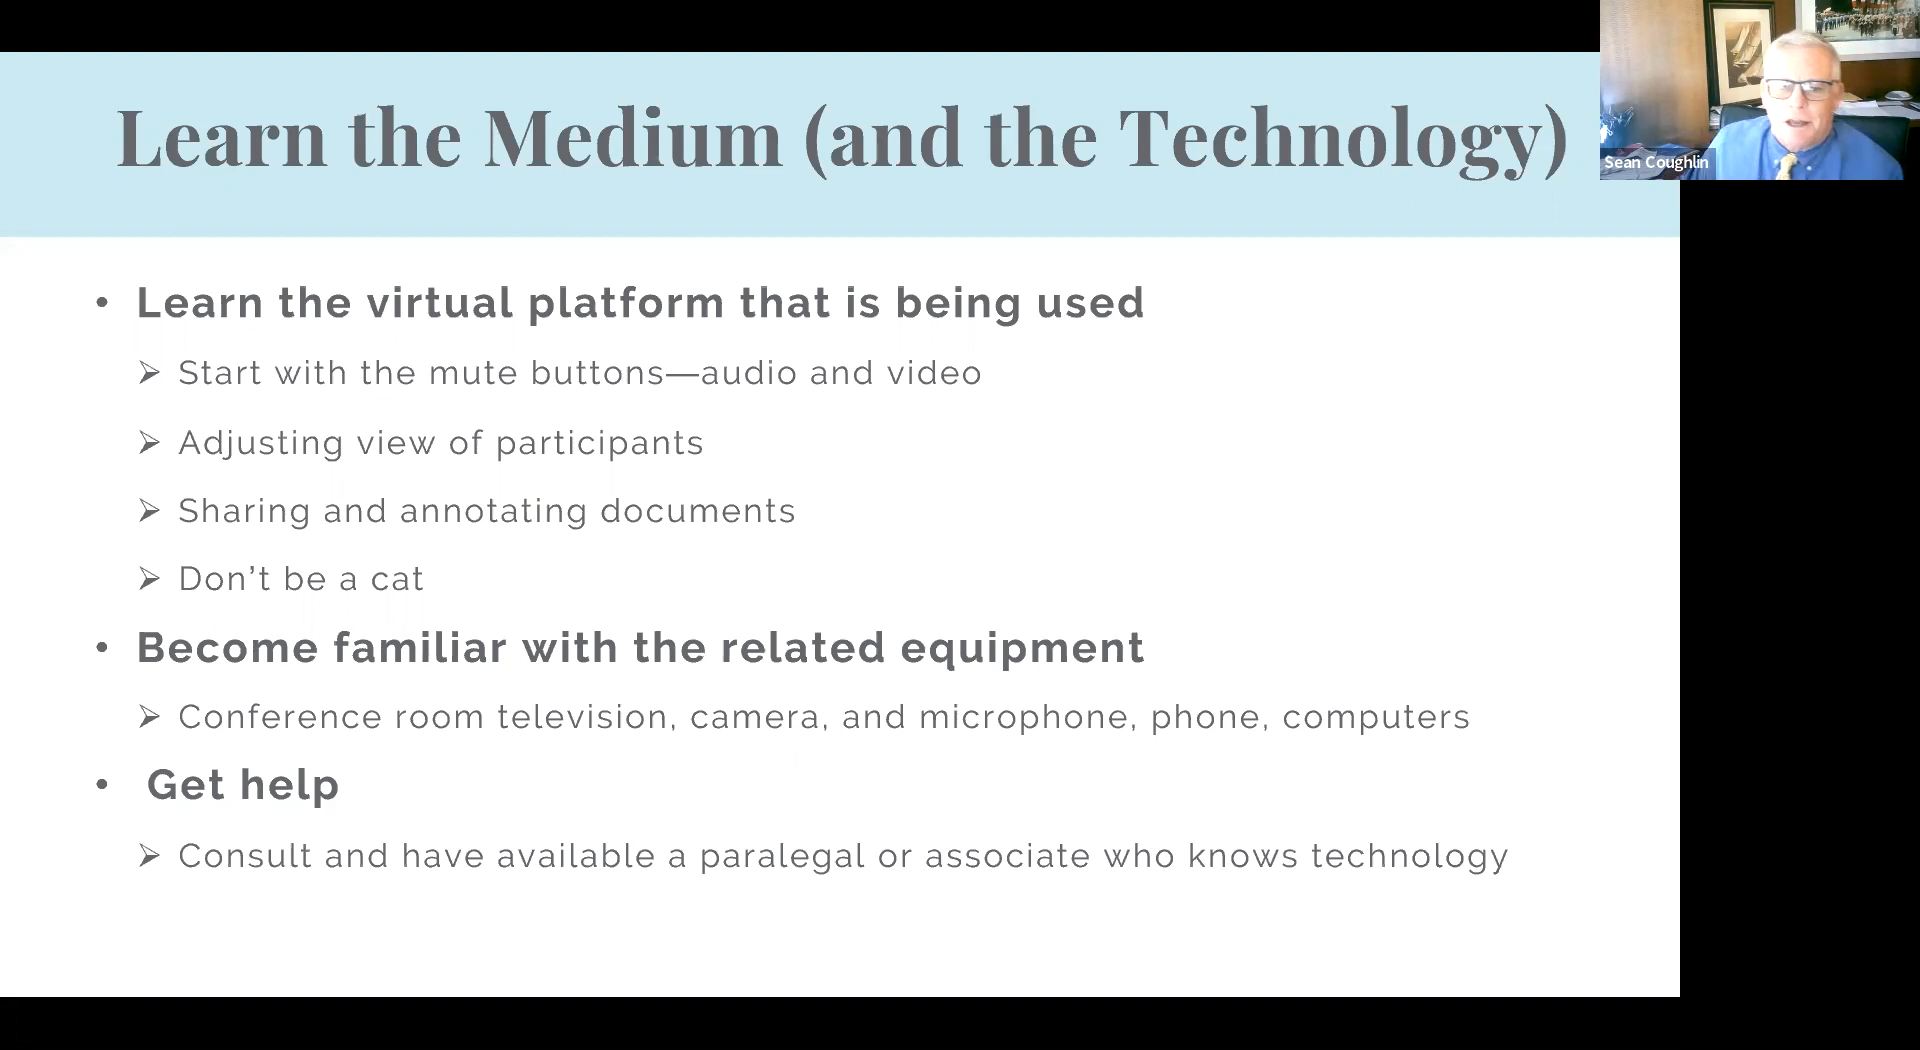 Learn the Medium (and the Technology)
Sean Coughlin
• Learn the virtual platform that is being used
➢ Start with the mute buttons—audio and video
➢ Adjusting view of participants
➢ Sharing and annotating documents
➢ Don’t be a cat
• Become familiar with the related equipment
➢ Conference room television, camera, and microphone, phone, computers
• Get help
➢ Consult and have available a paralegal or associate who knows technology